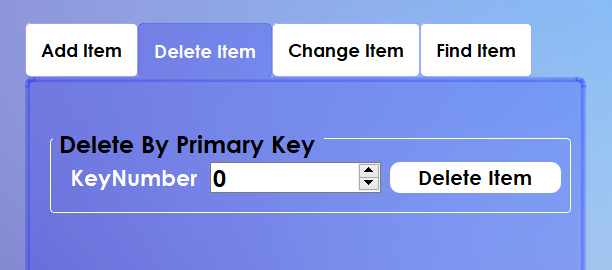 Add Item Delete Item Change Item Find Item
Delete By Primary Key
KeyNumber 0 Delete Item